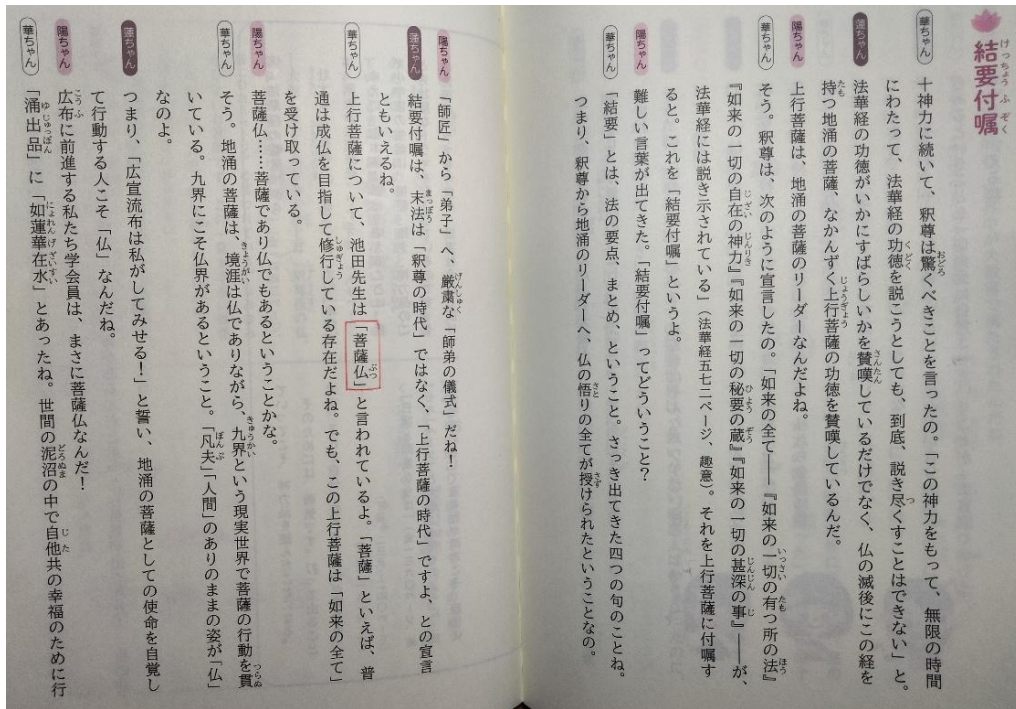 結要付嘱
けっちょうふぞく
華ちゃん 十神力に続いて、釈尊は驚くべきことを言ったの。「この神力をもって、無限の時間
にわたって、法華経の功徳を説こうとしても、到底、説き尽くすことはできない」と。
蓮ちゃん 法華経の功徳がいかにすばらしいかを賛嘆しているだけでなく、仏の滅後にこの経を
持つ地涌の菩薩、なかんずく上行菩薩の功徳を賛嘆しているんだ。
陽ちゃん 上行菩薩は、地涌の菩薩のリーダーなんだよね。
華ちゃん そう。釈尊は、次のように宣言したの。「如来の全て――『如来の一切の有つ所の法』
『如来の一切の自在の神力』『如来の一切の秘要の蔵』『如来の一切の甚深の事』――が、
法華経には説き示されている」（法華経五七二ページ、趣意）。それを上行菩薩に付嘱す
ると。これを「結要付嘱」というよ。
陽ちゃん 難しい言葉が出てきた。「結要付嘱」ってどういうこと？
華ちゃん 「結要」とは、法の要点、まとめ、ということ。さっき出てきた四つの句のことね。
つまり、釈尊から地涌のリーダーへ、仏の悟りの全てが授けられたということなの。
陽ちゃん 「師匠」から「弟子」へ、厳粛な「師弟の儀式」だね！
蓮ちゃん 結要付嘱は、末法は「釈尊の時代」ではなく、「上行菩薩の時代」ですよ、との宣言
ともいえるね。
華ちゃん 上行菩薩について、池田先生は「菩薩仏」と言われているよ。「菩薩」といえば、普
通は成仏を目指して修行している存在だよね。でも、この上行菩薩は「如来の全て」
を受け取っている。
陽ちゃん 菩薩仏……菩薩であり仏でもあるということかな。
華ちゃん そう。地涌の菩薩は、境涯は仏でありながら、九界という現実世界で菩薩の行動を貫
いている。九界にこそ仏界があるということ。「凡夫」「人間」のありのままの姿が「仏」
なのよ。
蓮ちゃん つまり、「広宣流布は私がしてみせる！」と誓い、地涌の菩薩としての使命を自覚し
て行動する人こそ「仏」なんだね。
陽ちゃん 広布に前進する私たち学会員は、まさに菩薩仏なんだ！
華ちゃん 「涌出品」に「如蓮華在水」とあったね。世間の泥沼の中で自他共の幸福のために行